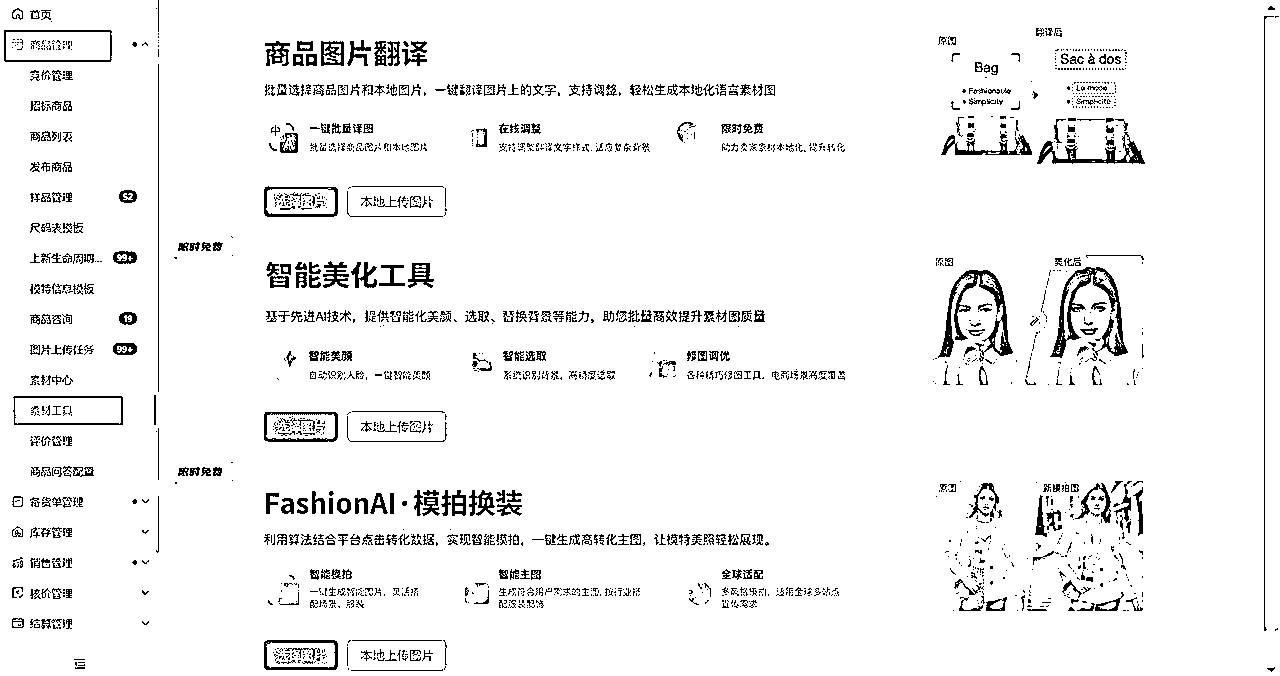 首页
商品管理
竞价管理
招标商品
商品列表
发布商品
样品管理
52
尺码表模板
上新生命周期...
99+
模特信息模板
商品咨询
19
图片上传任务
99+
素材中心
素材工具
评价管理
商品问答配置
备货单管理
库存管理
销售管理
核价管理
结算管理
商品图片翻译
批量选择商品图片和本地图片，一键翻译图片上的文字，支持调整，轻松生成本地化语言素材图
一键批量译图
批量选择商品图片和本地图片
在线调整
支持调整翻译文字样式, 适应复杂背景
限时免费
助力卖家素材本地化, 提升转化
选择图片
本地上传图片
原图
Bag
• Fashionable
• Simplicity
翻译后
Sac à dos
• La mode
• Simplicité
限时免费
智能美化工具
基于先进AI技术，提供智能化美颜、选取、替换背景等能力，助您批量高效提升素材图质量
智能美颜
自动识别人脸，一键智能美颜
智能选取
系统识别背景，高精度选取
修图调优
各种精巧修图工具，电商场景高度覆盖
选择图片
本地上传图片
原图
美化后
限时免费
FashionAI·模拍换装
利用算法结合平台点击转化数据，实现智能模拍，一键生成高转化主图，让模特美照轻松展现。
智能模拍
一键生成智能图片，灵活搭
配场景、服装
智能主图
生成符合用户需求的主图, 按行业搭
配服装配饰
全球适配
多风格模拍，适用全球多站点
宣传需求
选择图片
本地上传图片
原图
新模拍图